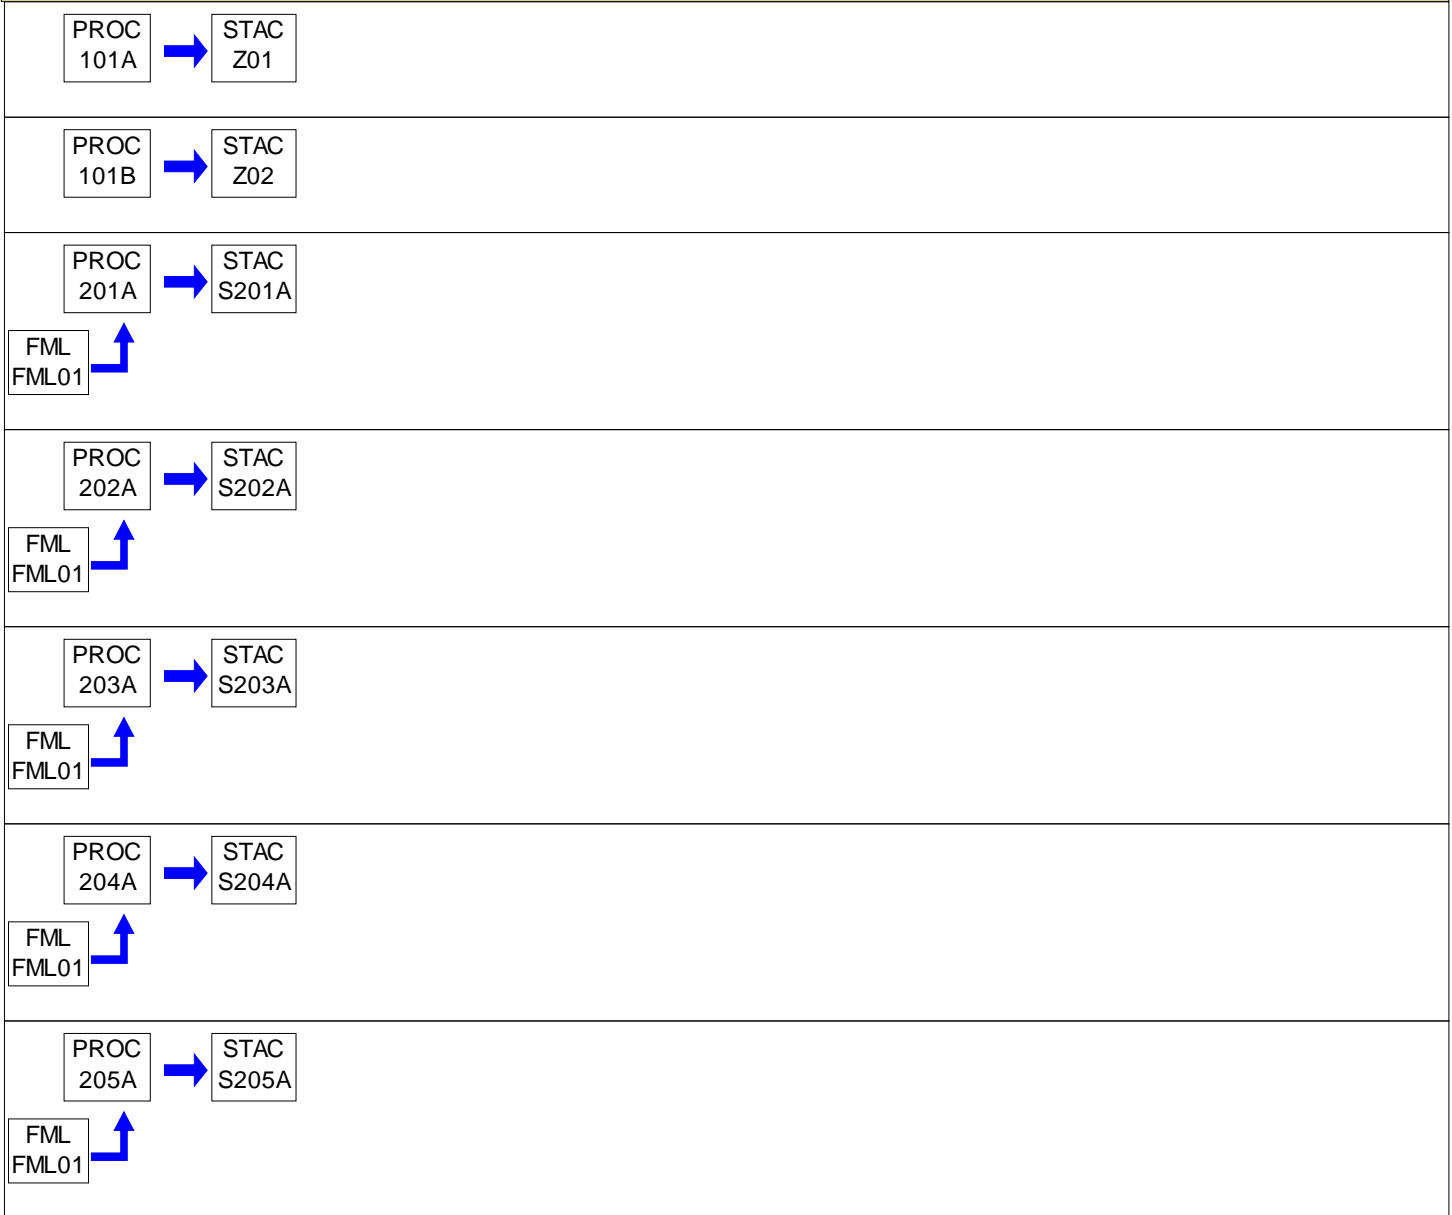 PROC
101A
STAC
Z01
PROC
101B
STAC
Z02
PROC
201A
STAC
S201A
FML
FML01
PROC
202A
STAC
S202A
FML
FML01
PROC
203A
STAC
S203A
FML
FML01
PROC
204A
STAC
S204A
FML
FML01
PROC
205A
STAC
S205A
FML
FML01